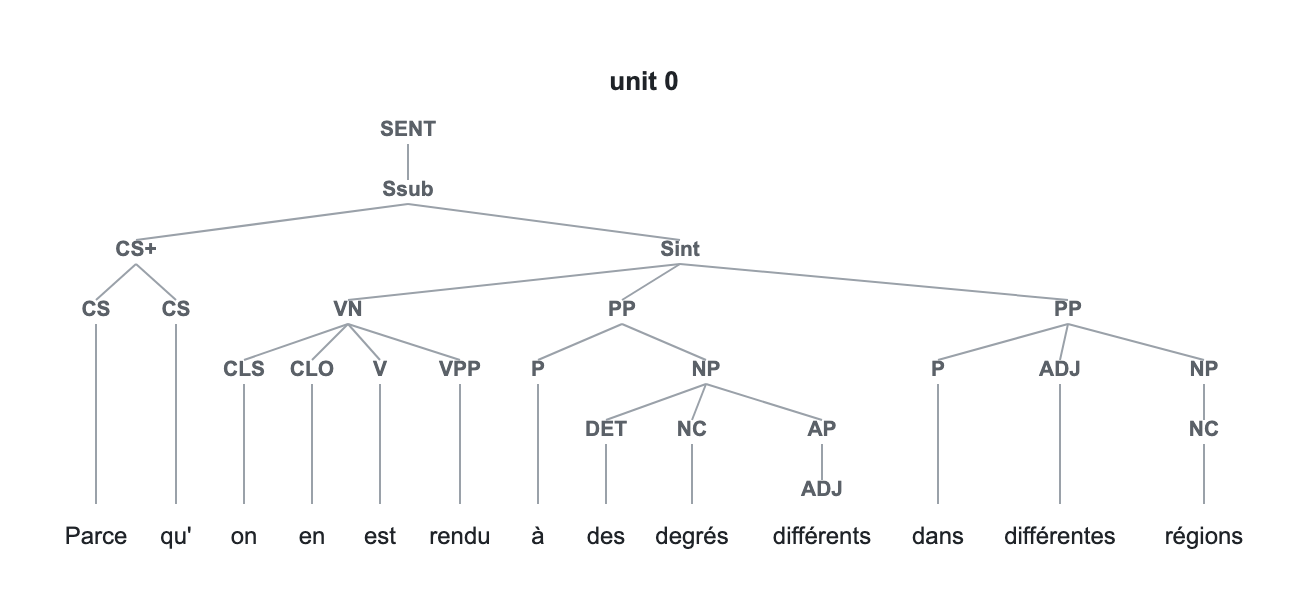 unit 0
SENT
Ssub
CS+ Sint
CS CS VN PP PP
CLS CLO V VPP P NP P ADJ NP
DET NC AP NC
ADJ
Parce qu' on en est rendu à des degrés différents dans différentes régions